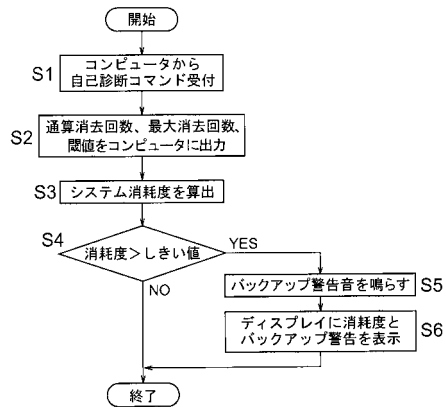 開始
S1
コンピュータから
自己診断コマンド受付
S2
通算消去回数、最大消去回数、
閾値をコンピュータに出力
S3
システム消耗度を算出
S4
消耗度>しきい値
YES
NO
バックアップ警告音を鳴らす
S5
ディスプレイに消耗度と
バックアップ警告を表示
S6
終了